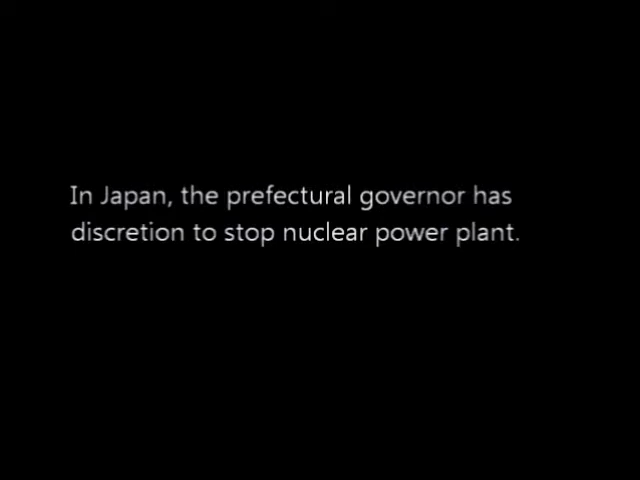 In Japan, the prefectural governor has
discretion to stop nuclear power plant.